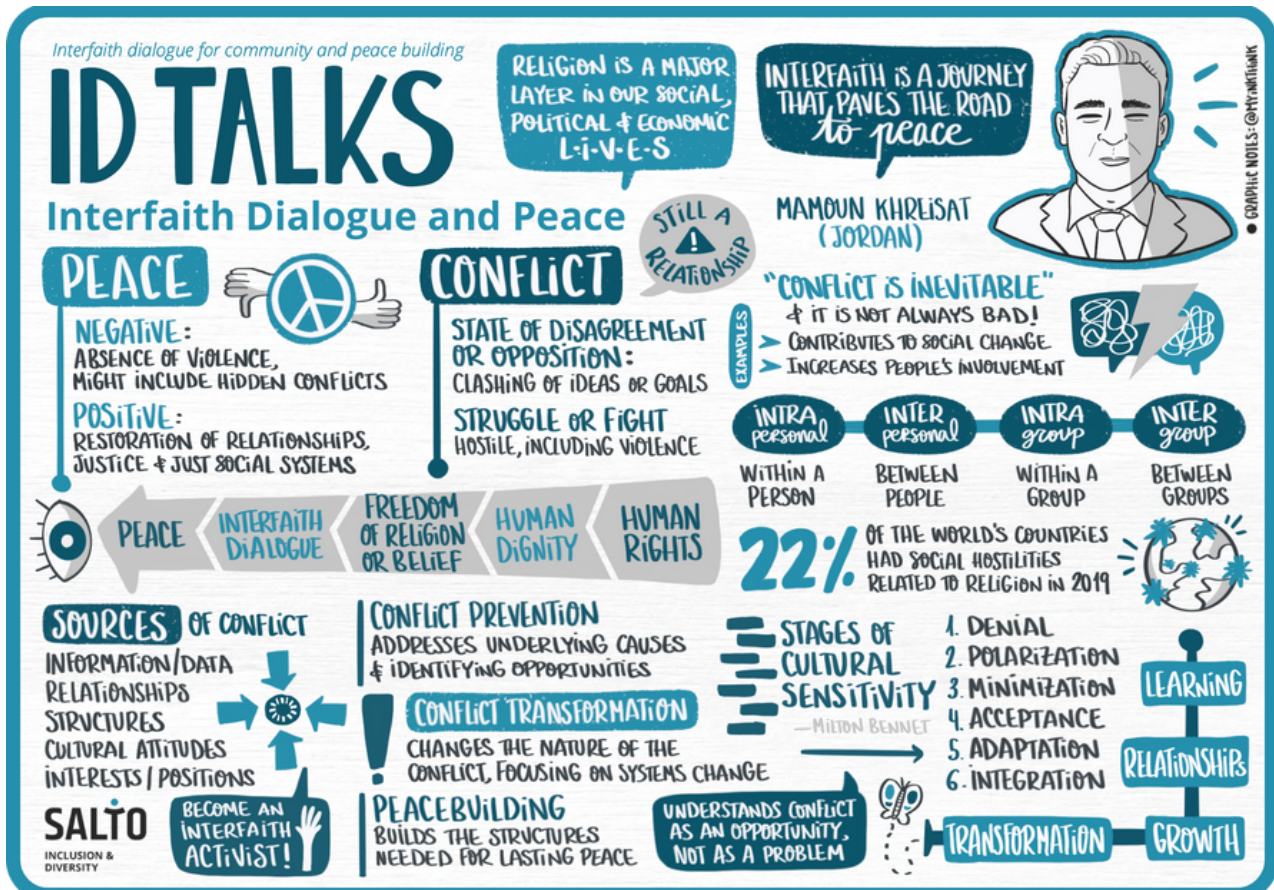 Interfaith dialogue for community and peace building
ID TALKS
Interfaith Dialogue and Peace
RELIGION IS A MAJOR
LAYER IN OUR SOCIAL,
POLITICAL & ECONOMIC
L·I·V·E·S
INTERFAITH IS A JOURNEY
THAT PAVES THE ROAD
to peace
MAMOUN KHREISAT
(JORDAN)
● GRAPHIC NOTES: @MYINKTHINK
PEACE
NEGATIVE:
ABSENCE OF VIOLENCE,
MIGHT INCLUDE HIDDEN CONFLICTS
POSITIVE:
RESTORATION OF RELATIONSHIPS,
JUSTICE & JUST SOCIAL SYSTEMS
CONFLICT
STILL A
!
RELATIONSHIP
STATE OF DISAGREEMENT
OR OPPOSITION:
CLASHING OF IDEAS OR GOALS
STRUGGLE OR FIGHT
HOSTILE, INCLUDING VIOLENCE
"CONFLICT IS INEVITABLE"
& IT IS NOT ALWAYS BAD!
EXAMPLES
➤ CONTRIBUTES TO SOCIAL CHANGE
➤ INCREASES PEOPLE'S INVOLVEMENT
INTRA
personal
WITHIN A
PERSON
INTER
personal
BETWEEN
PEOPLE
INTRA
group
WITHIN A
GROUP
INTER
group
BETWEEN
GROUPS
PEACE
INTERFAITH
DIALOGUE
FREEDOM
OF RELIGION
OR BELIEF
HUMAN
DIGNITY
HUMAN
RIGHTS
22%
OF THE WORLD'S COUNTRIES
HAD SOCIAL HOSTILITIES
RELATED TO RELIGION IN 2019
SOURCES OF CONFLICT
INFORMATION/DATA
RELATIONSHIPS
STRUCTURES
CULTURAL ATTITUDES
INTERESTS / POSITIONS
BECOME AN
INTERFAITH
ACTIVIST!
SALTO
INCLUSION &
DIVERSITY
CONFLICT PREVENTION
ADDRESSES UNDERLYING CAUSES
& IDENTIFYING OPPORTUNITIES
! CONFLICT TRANSFORMATION
CHANGES THE NATURE OF THE
CONFLICT, FOCUSING ON SYSTEMS CHANGE
PEACEBUILDING
BUILDS THE STRUCTURES
NEEDED FOR LASTING PEACE
UNDERSTANDS CONFLICT
AS AN OPPORTUNITY,
NOT AS A PROBLEM
STAGES OF
CULTURAL
SENSITIVITY
—MILTON BENNET
1. DENIAL
2. POLARIZATION
3. MINIMIZATION
4. ACCEPTANCE
5. ADAPTATION
6. INTEGRATION
LEARNING
RELATIONSHIPS
GROWTH
TRANSFORMATION